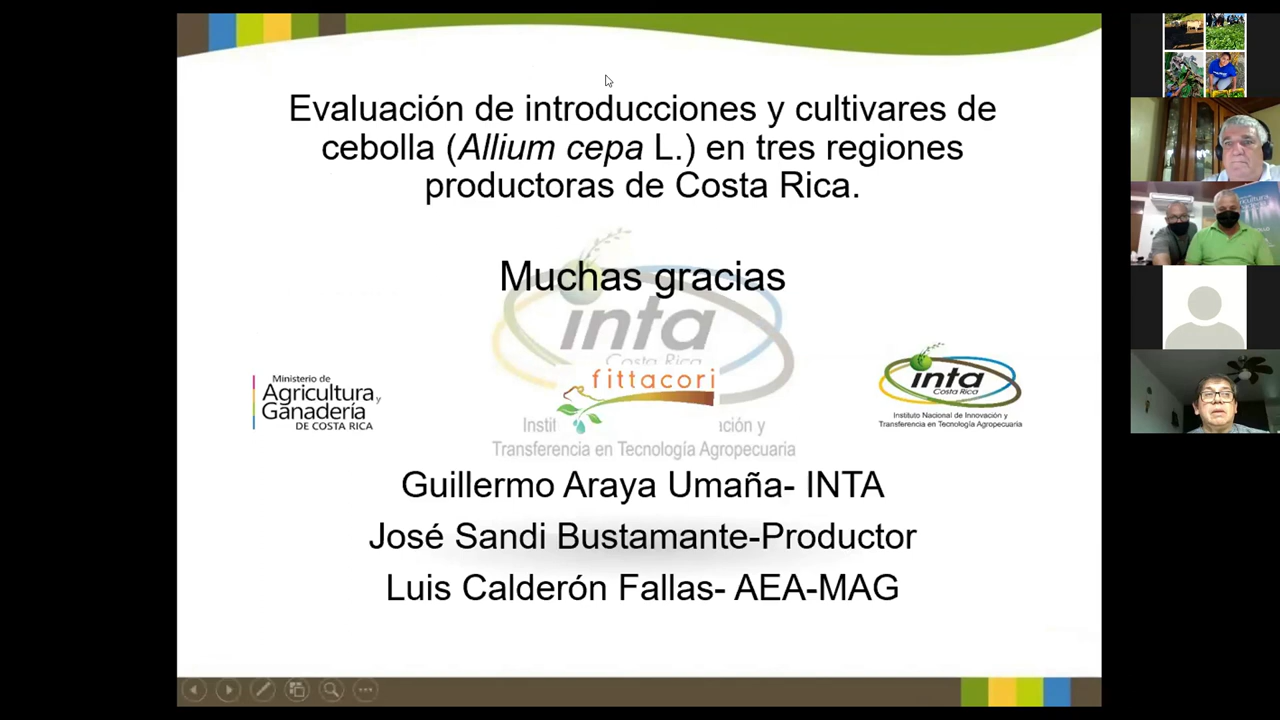 Evaluación de introducciones y cultivares de
cebolla (Allium cepa L.) en tres regiones
productoras de Costa Rica.
Muchas gracias
inta
Costa Rica
fittacori
Instit
ción y
Transferencia en Tecnología Agropecuaria
Ministerio de
Agricultura y
Ganadería
DE COSTA RICA
inta
Costa Rica
Instituto Nacional de Innovación y
Transferencia en Tecnología Agropecuaria
Guillermo Araya Umaña- INTA
José Sandi Bustamante-Productor
Luis Calderón Fallas- AEA-MAG